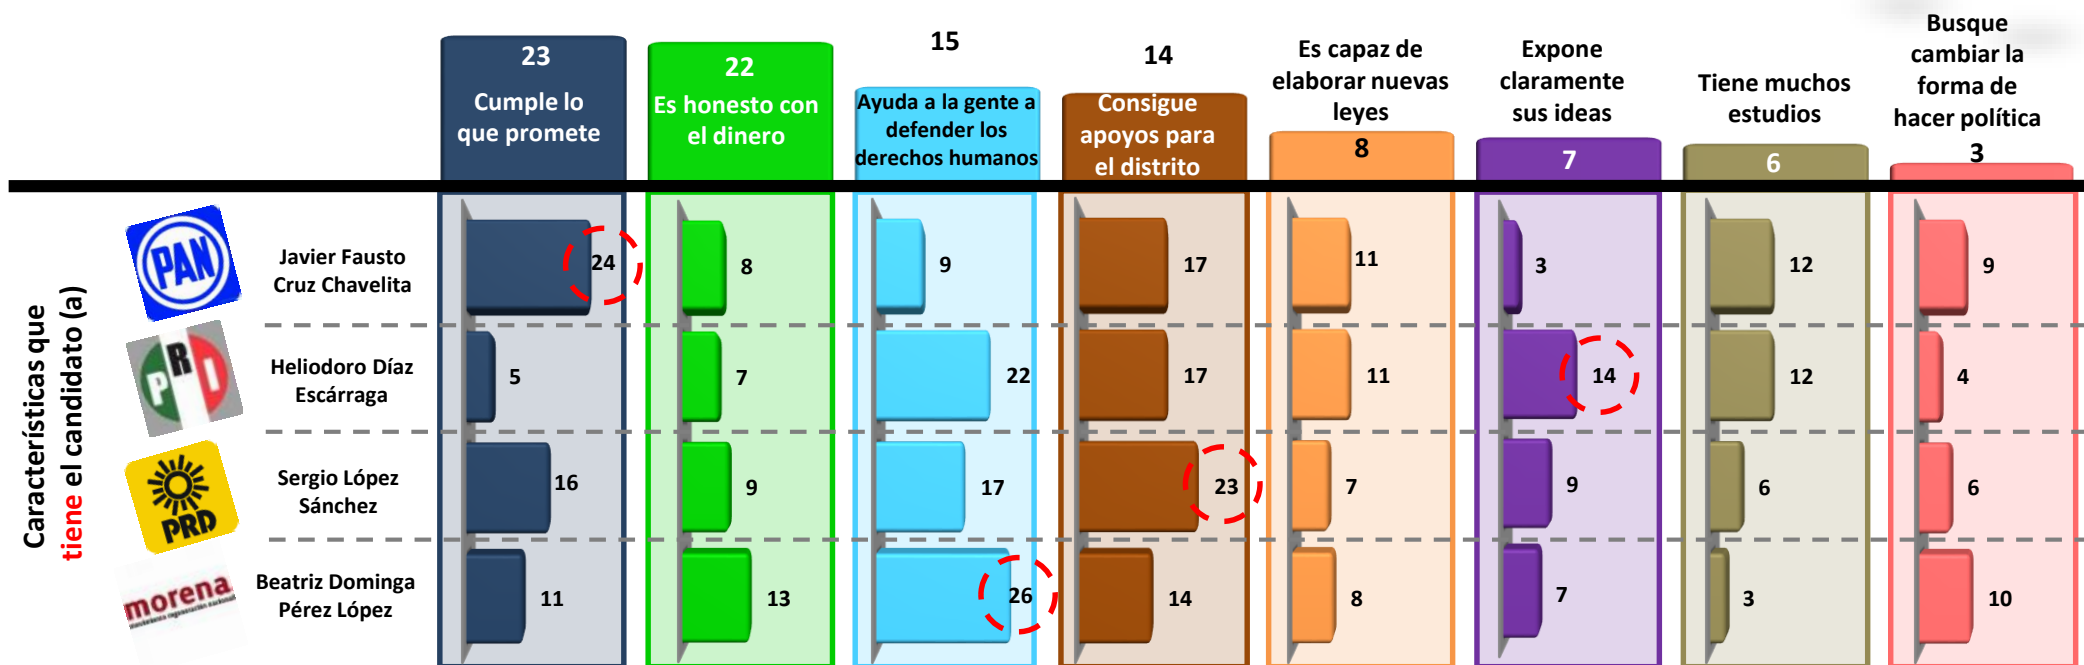 23
Cumple lo
que promete
22
Es honesto con
el dinero
15
Ayuda a la gente a
defender los
derechos humanos
14
Consigue
apoyos para
el distrito
Es capaz de
elaborar nuevas
leyes
8
Expone
claramente
sus ideas
7
Tiene muchos
estudios
6
Busque
cambiar la
forma de
hacer política
3
Características que
tiene el candidato (a)
PAN
Javier Fausto
Cruz Chavelita
24
8
9
17
11
3
12
9
PRI
Heliodoro Díaz
Escárraga
5
7
22
17
11
14
12
4
PRD
Sergio López
Sánchez
16
9
17
23
7
9
6
6
morena
Beatriz Dominga
Pérez López
11
13
26
14
8
7
3
10